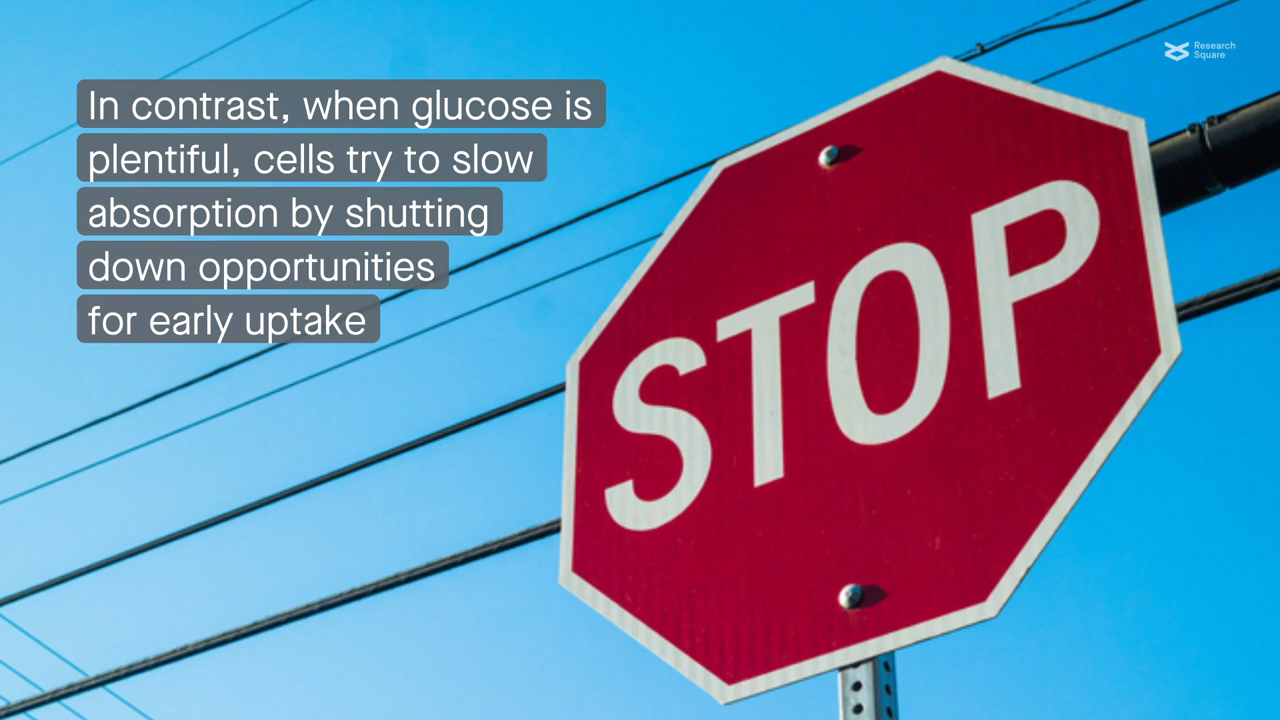 In contrast, when glucose is
plentiful, cells try to slow
absorption by shutting
down opportunities
for early uptake
Research
Square
STOP